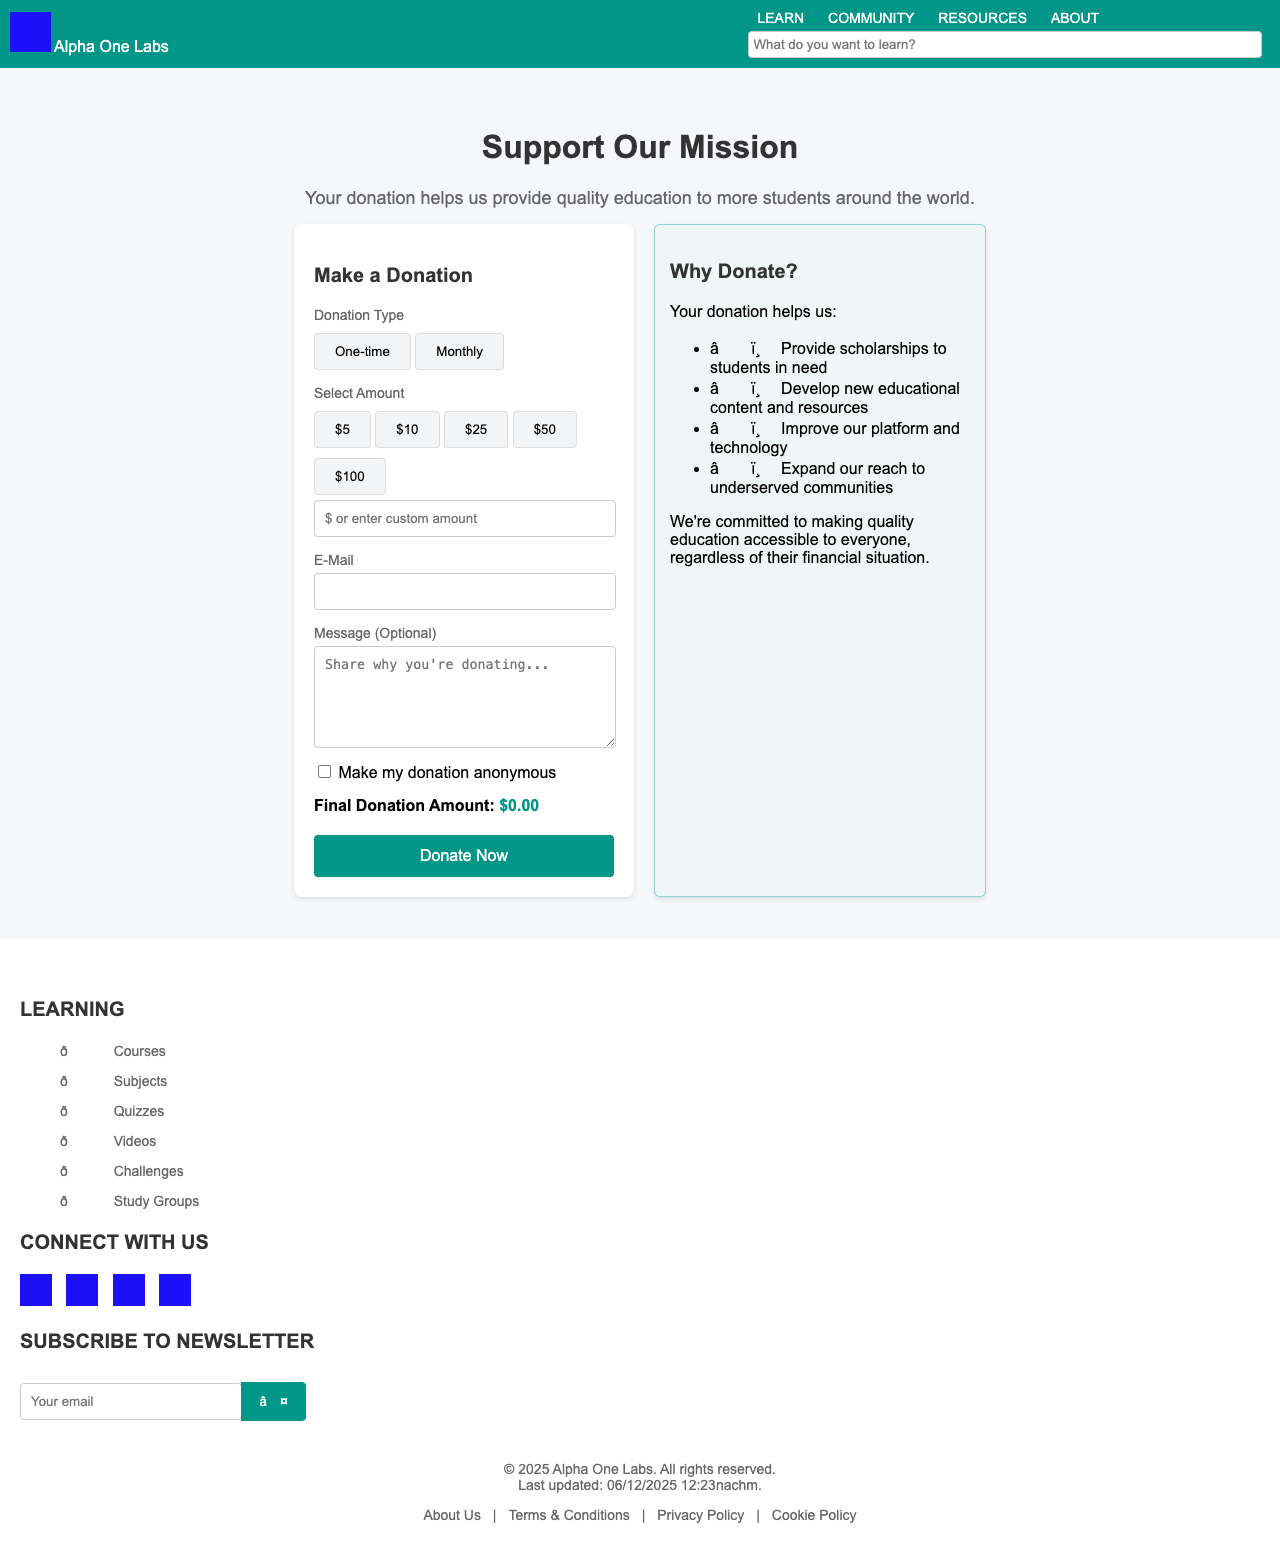 LEARN COMMUNITY RESOURCES ABOUT
Alpha One Labs
What do you want to learn?
Support Our Mission
Your donation helps us provide quality education to more students around the world.
Make a Donation
Donation Type
One-time Monthly
Select Amount
$5 $10 $25 $50
$100
$ or enter custom amount
E-Mail
Message (Optional)
Share why you're donating...
Make my donation anonymous
Final Donation Amount: $0.00
Donate Now
Why Donate?
Your donation helps us:
• â ï¸ Provide scholarships to
students in need
• â ï¸ Develop new educational
content and resources
• â ï¸ Improve our platform and
technology
• â ï¸ Expand our reach to
underserved communities
We're committed to making quality
education accessible to everyone,
regardless of their financial situation.
LEARNING
ð Courses
ð Subjects
ð Quizzes
ð Videos
ð Challenges
ð Study Groups
CONNECT WITH US
SUBSCRIBE TO NEWSLETTER
Your email â ¤
© 2025 Alpha One Labs. All rights reserved.
Last updated: 06/12/2025 12:23nachm.
About Us | Terms & Conditions | Privacy Policy | Cookie Policy